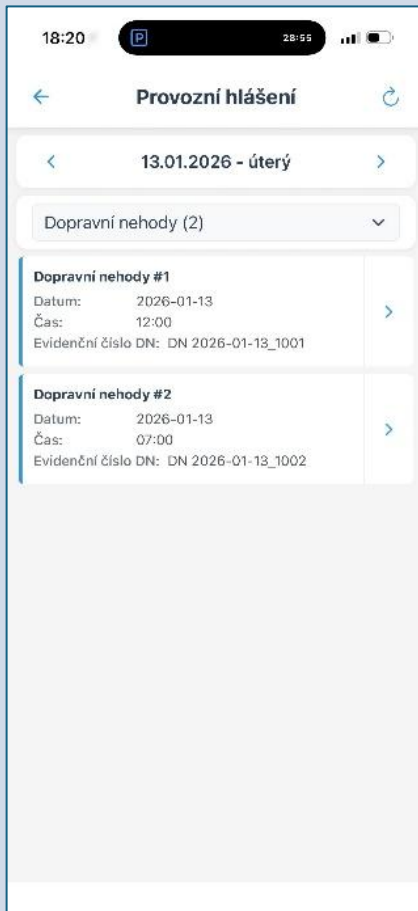 18:20 P 28:55
Provozní hlášení
13.01.2026 - úterý
Dopravní nehody (2)
Dopravní nehody #1
Datum: 2026-01-13
Čas: 12:00
Evidenční číslo DN: DN 2026-01-13_1001
Dopravní nehody #2
Datum: 2026-01-13
Čas: 07:00
Evidenční číslo DN: DN 2026-01-13_1002